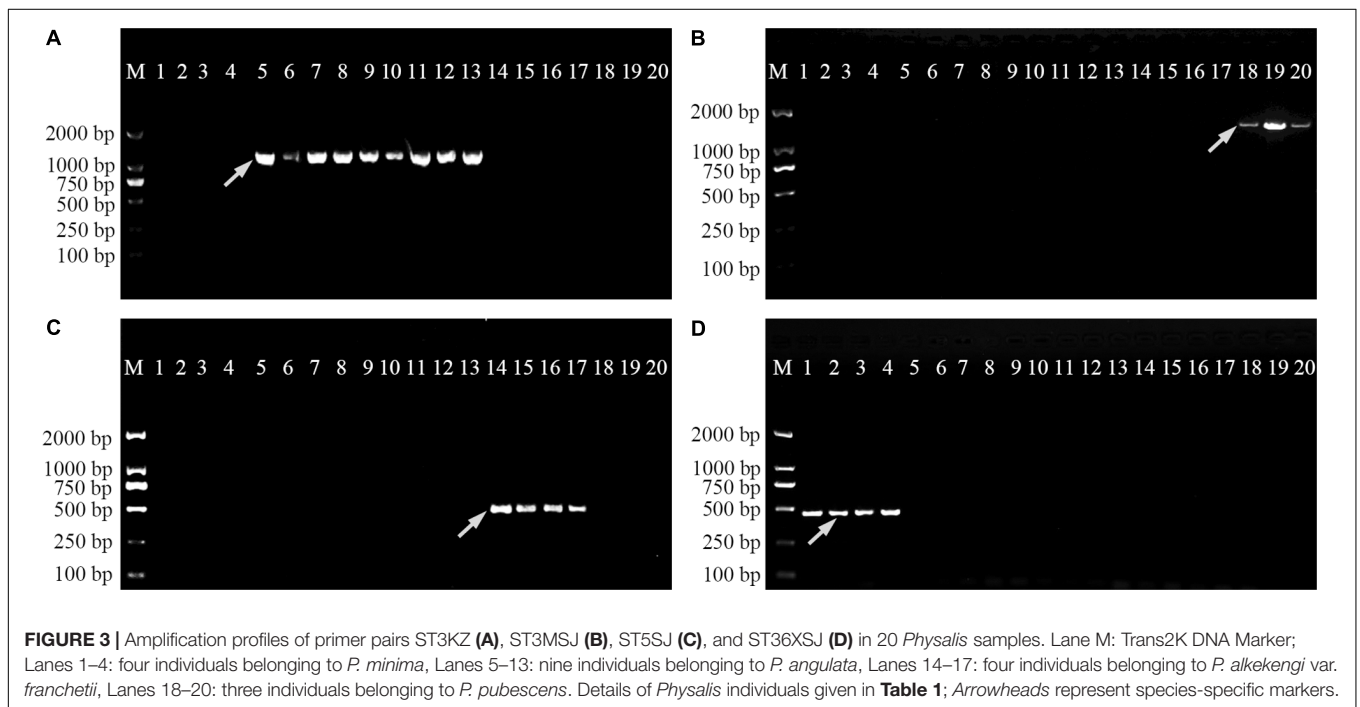 A
M 1 2 3 4 5 6 7 8 9 10 11 12 13 14 15 16 17 18 19 20
2000 bp
1000 bp
750 bp
500 bp
250 bp
100 bp
B
M 1 2 3 4 5 6 7 8 9 10 11 12 13 14 15 16 17 18 19 20
2000 bp
1000 bp
750 bp
500 bp
250 bp
100 bp
C
M 1 2 3 4 5 6 7 8 9 10 11 12 13 14 15 16 17 18 19 20
2000 bp
1000 bp
750 bp
500 bp
250 bp
100 bp
D
M 1 2 3 4 5 6 7 8 9 10 11 12 13 14 15 16 17 18 19 20
2000 bp
1000 bp
750 bp
500 bp
250 bp
100 bp
FIGURE 3 | Amplification profiles of primer pairs ST3KZ (A), ST3MSJ (B), ST5SJ (C), and ST36XSJ (D) in 20 Physalis samples. Lane M: Trans2K DNA Marker;
Lanes 1–4: four individuals belonging to P. minima, Lanes 5–13: nine individuals belonging to P. angulata, Lanes 14–17: four individuals belonging to P. alkekengi var.
franchetii, Lanes 18–20: three individuals belonging to P. pubescens. Details of Physalis individuals given in Table 1; Arrowheads represent species-specific markers.